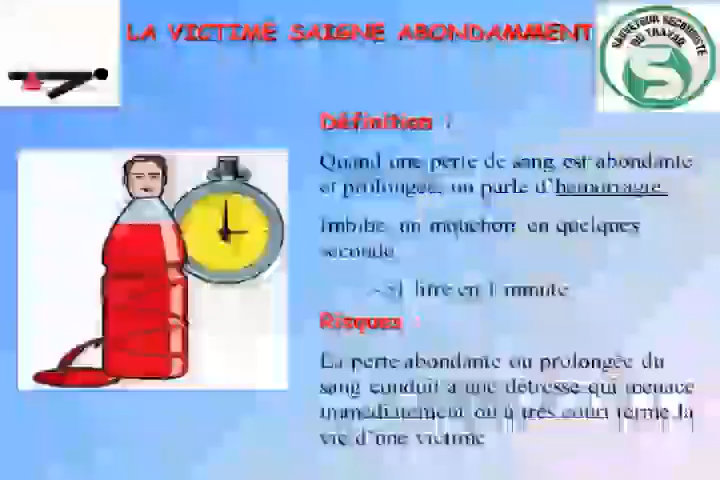 LA VICTIME SAIGNE ABONDAMMENT
SAUVETEUR SECOURISTE
DU TRAVAIL
Définition :
Quand une perte de sang est abondante
et prolongée, on parle d'hémorragie.
Imbibe un mouchoir en quelques
seconde
1 litre en 1 minute
Risques :
La perte abondante ou prolongée du
sang conduit à une détresse qui menace
immédiatement ou à très court terme la
vie d'une victime